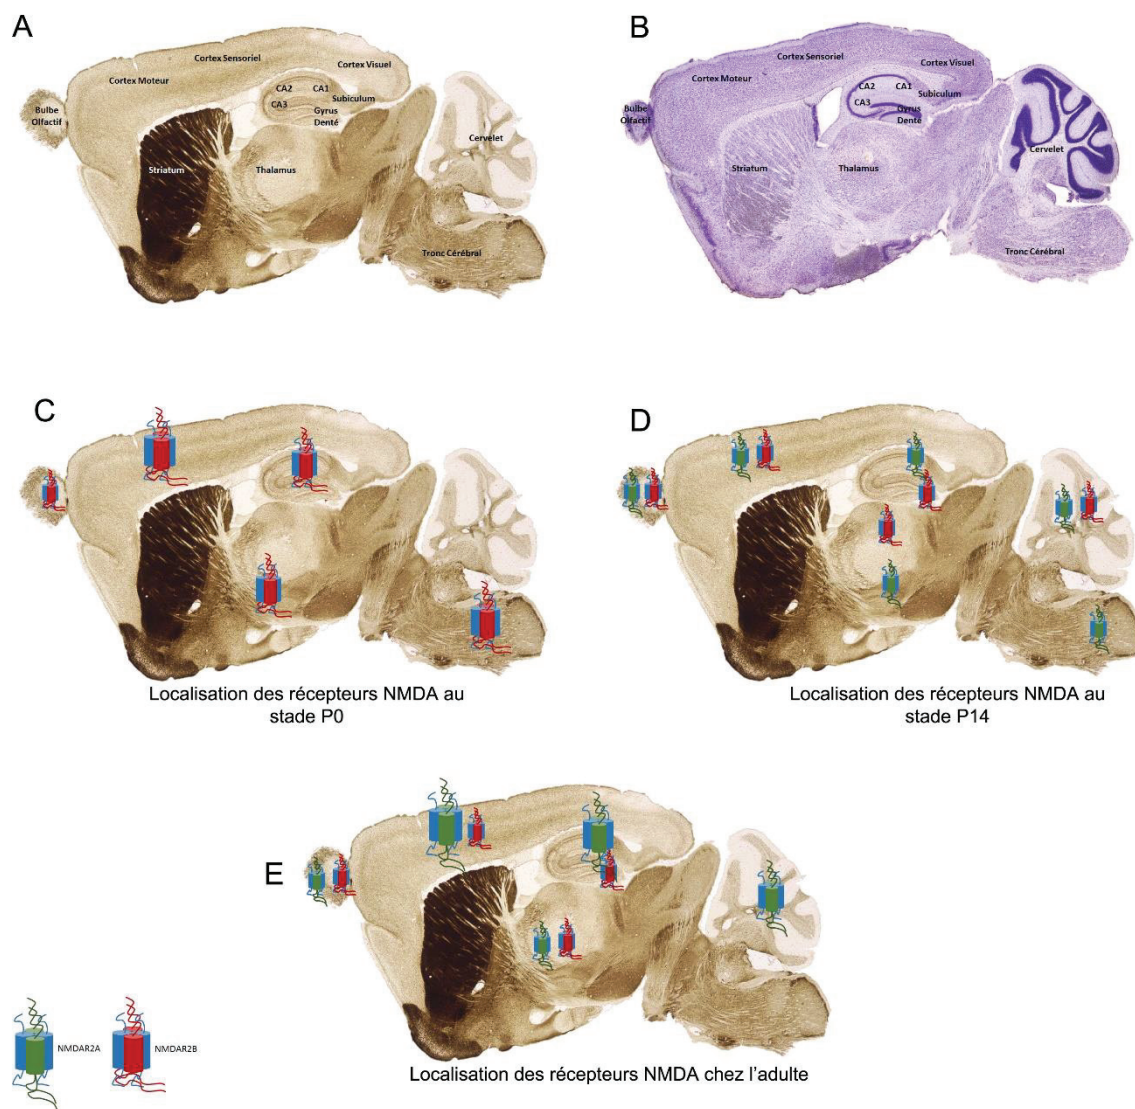 A
Cortex Sensoriel
Cortex Moteur
Cortex Visuel
CA2
CA1
CA3
Subiculum
Gyrus
Denté
Bulbe
Olfactif
Cervelet
Striatum
Thalamus
Tronc Cérébral
B
Cortex Sensoriel
Cortex Moteur
Cortex Visuel
CA2
CA1
CA3
Subiculum
Gyrus
Denté
Bulbe
Olfactif
Cervelet
Striatum
Thalamus
Tronc Cérébral
C
Localisation des récepteurs NMDA au
stade P0
D
Localisation des récepteurs NMDA au
stade P14
E
Localisation des récepteurs NMDA chez l'adulte
NMDAR2A
NMDAR2B